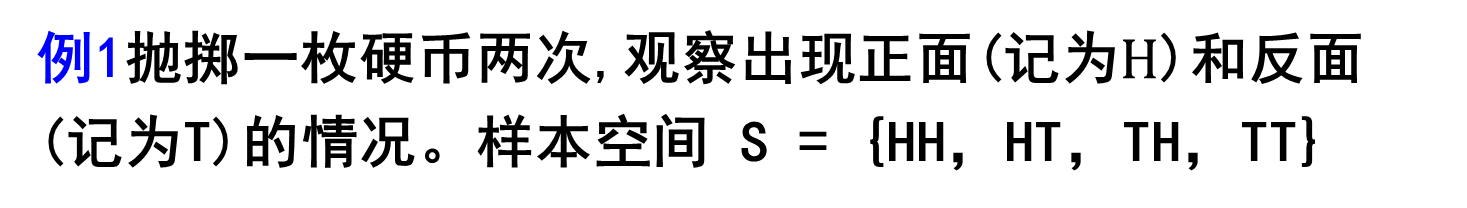 例1抛掷一枚硬币两次,观察出现正面(记为H)和反面
(记为T)的情况。样本空间 S = {HH, HT, TH, TT}